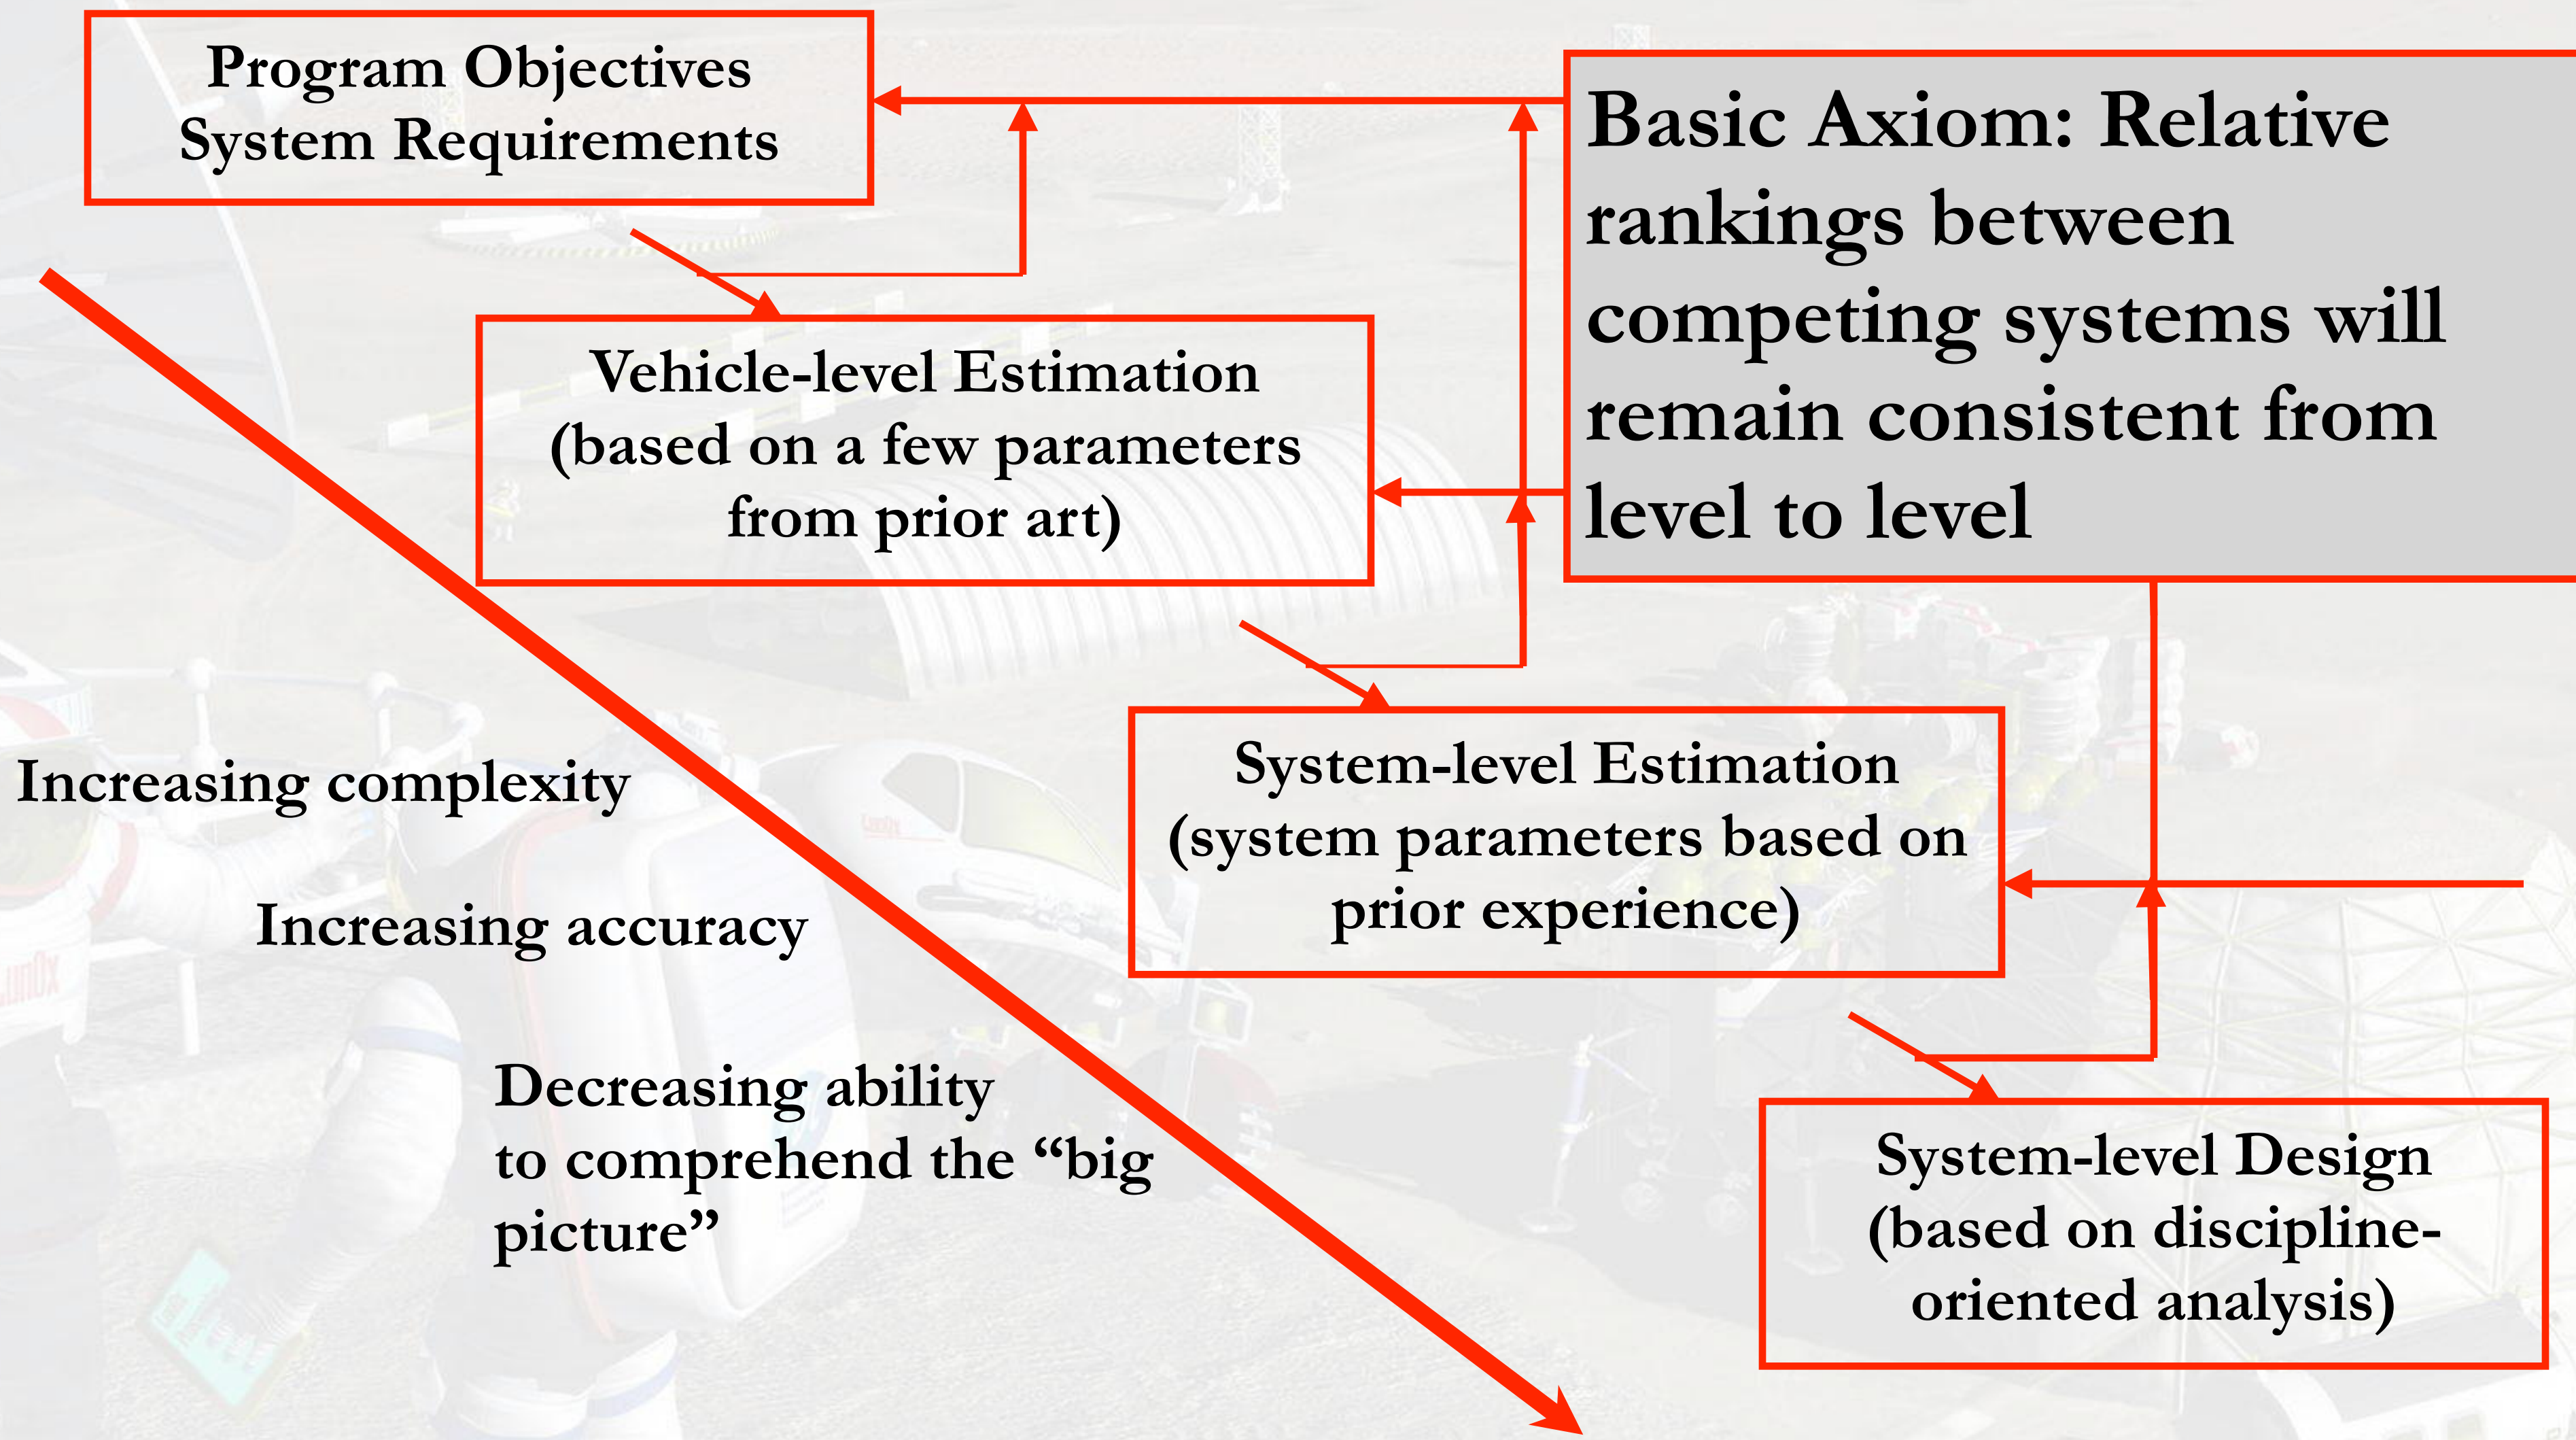 Program Objectives
System Requirements
Basic Axiom: Relative
rankings between
competing systems will
remain consistent from
level to level
Vehicle-level Estimation
(based on a few parameters
from prior art)
System-level Estimation
(system parameters based on
prior experience)
Increasing complexity
Increasing accuracy
Decreasing ability
to comprehend the “big
picture”
System-level Design
(based on discipline-
oriented analysis)